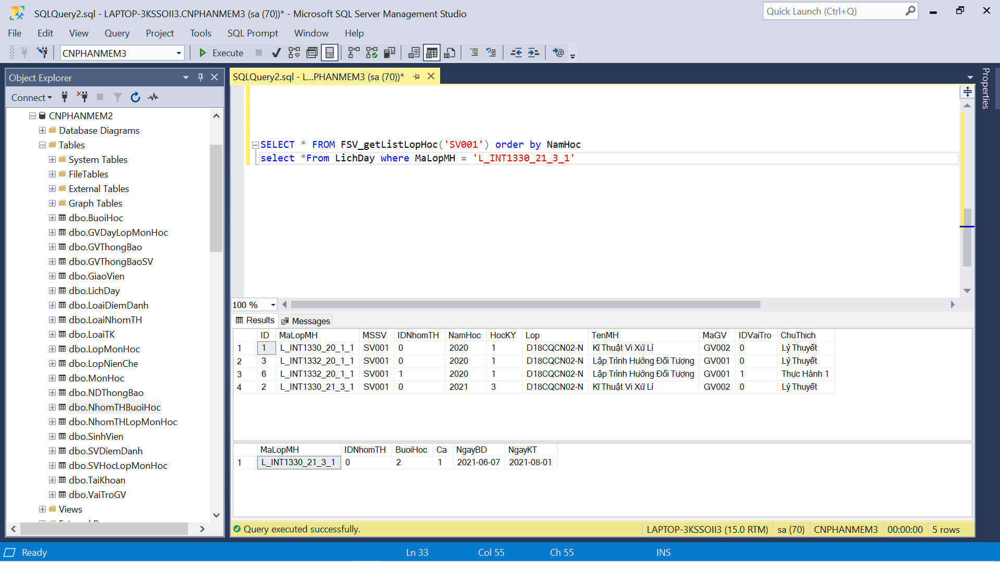 SQLQuery2.sql - LAPTOP-3KSSOII3.CNPHANMEM3 (sa (70))* - Microsoft SQL Server Management Studio
Quick Launch (Ctrl+Q)
File Edit View Query Project Tools SQL Prompt Window Help
CNPHANMEM3 Execute
Object Explorer
Connect
CNPHANMEM2
Database Diagrams
Tables
System Tables
FileTables
External Tables
Graph Tables
dbo.BuoiHoc
dbo.GVDayLopMonHoc
dbo.GVThongBao
dbo.GVThongBaoSV
dbo.GiaoVien
dbo.LichDay
dbo.LoaiDiemDanh
dbo.LoaiNhomTH
dbo.LoaiTK
dbo.LopMonHoc
dbo.LopNienChe
dbo.MonHoc
dbo.NDThongBao
dbo.NhomTHBuoiHoc
dbo.NhomTHLopMonHoc
dbo.SinhVien
dbo.SVDiemDanh
dbo.SVHocLopMonHoc
dbo.TaiKhoan
dbo.VaiTroGV
Views
SQLQuery2.sql - L...PHANMEM3 (sa (70))*
Properties
SELECT * FROM FSV_getListLopHoc('SV001') order by NamHoc
select *From LichDay where MaLopMH = 'L_INT1330_21_3_1'
100 %
Results Messages
ID MaLopMH MSSV IDNhomTH NamHoc HocKY Lop TenMH MaGV IDVaiTro ChuThich
1 1 L_INT1330_20_1_1 SV001 0 2020 1 D18CQCN02-N Kĩ Thuật Vi Xử Lí GV002 0 Lý Thuyết
2 3 L_INT1332_20_1_1 SV001 0 2020 1 D18CQCN02-N Lập Trình Hướng Đối Tượng GV001 0 Lý Thuyết
3 6 L_INT1332_20_1_1 SV001 1 2020 1 D18CQCN02-N Lập Trình Hướng Đối Tượng GV001 1 Thực Hành 1
4 2 L_INT1330_21_3_1 SV001 0 2021 3 D18CQCN02-N Kĩ Thuật Vi Xử Lí GV002 0 Lý Thuyết
MaLopMH IDNhomTH BuoiHoc Ca NgayBD NgayKT
1 L_INT1330_21_3_1 0 2 1 2021-06-07 2021-08-01
Query executed successfully. LAPTOP-3KSSOII3 (15.0 RTM) sa (70) CNPHANMEM3 00:00:00 5 rows
Ready Ln 33 Col 55 Ch 55 INS